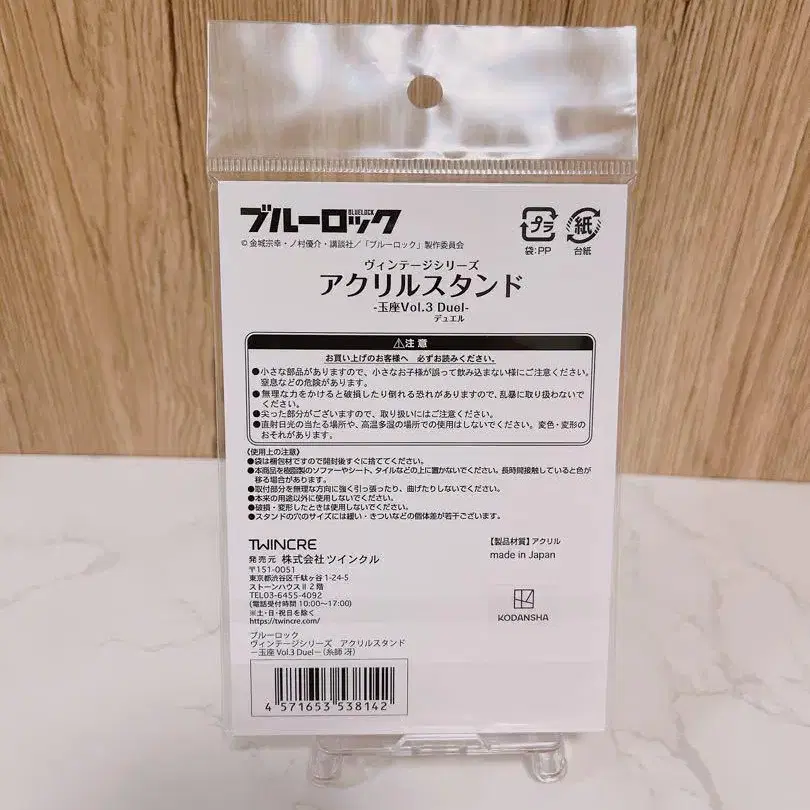 ブルーロック
BLUELOCK
© 金城宗幸・ノ村優介・講談社／「ブルーロック」製作委員会
プラ
袋:PP
紙
台紙
ヴィンテージシリーズ
アクリルスタンド
-玉座Vol.3 Duel-
デュエル
⚠注 意
お買い上げのお客様へ 必ずお読みください。
●小さな部品がありますので、小さなお子様が誤って飲み込まない様にご注意ください。
窒息などの危険があります。
●無理な力をかけると破損したり倒れる恐れがありますので、乱暴に取り扱わないで
ください。
●尖った部分がございますので、取り扱いにはご注意ください。
●直射日光の当たる場所や、高温多湿の場所での使用はしないでください。変色・変形の
おそれがあります。
《使用上の注意》
●袋は梱包材ですので開封後すぐに捨ててください。
●本商品を樹脂製のソファーやシート、タイルなどの上に置かないでください。長時間接触していると色が
移る場合があります。
●取付部分を無理な方向に強く引っ張ったり、曲げたりしないでください。
●本来の用途以外に使用しないでください。
●破損・変形したときは使用しないでください。
●スタンドの穴のサイズには緩い・きついなどの個体差が若干ございます。
TWINCRE
発売元 株式会社ツインクル
〒151-0051
東京都渋谷区千駄ヶ谷1-24-5
ストーンハウスⅡ2階
TEL03-6455-4092
(電話受付時間 10:00～17:00)
※土・日・祝日を除く
https://twincre.com/
【製品材質】アクリル
made in Japan
KODANSHA
ブルーロック
ヴィンテージシリーズ アクリルスタンド
－玉座 Vol.3 Duel－（糸師 冴）
4 571653 538142